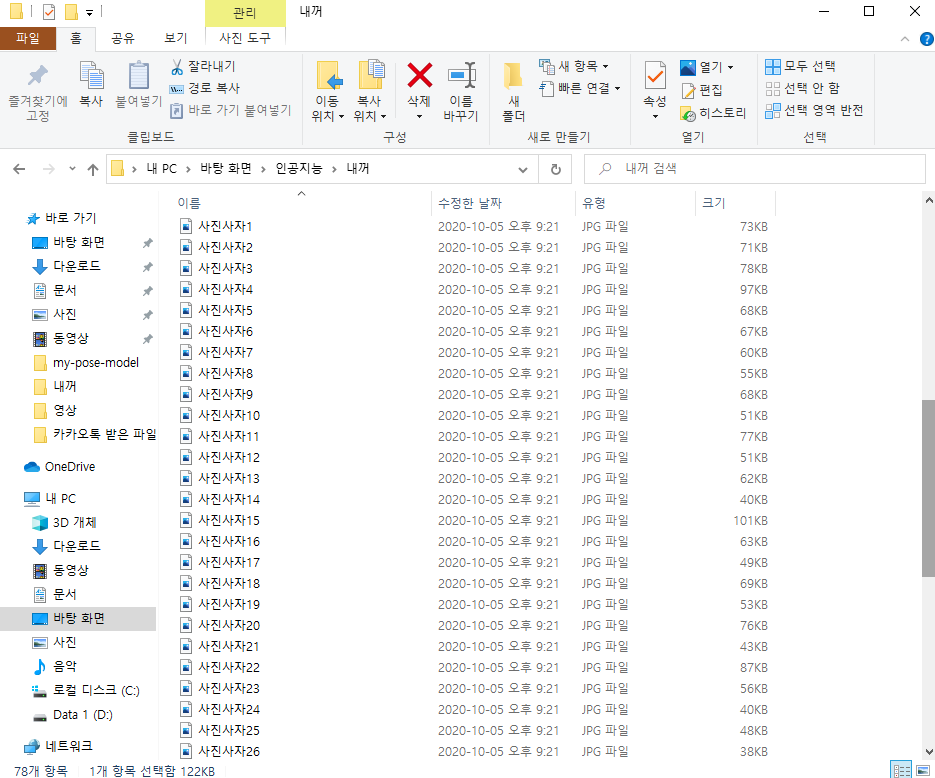 관리
내꺼
파일
홈
공유
보기
사진 도구
즐겨찾기에 고정
복사
붙여넣기
잘라내기
경로 복사
바로 가기 붙여넣기
클립보드
이동 위치
복사 위치
삭제
이름 바꾸기
구성
새 폴더
새 항목
빠른 연결
새로 만들기
속성
열기
편집
히스토리
열기
모두 선택
선택 안 함
선택 영역 반전
선택
내 PC > 바탕 화면 > 인공지능 > 내꺼
내꺼 검색
바로 가기
바탕 화면
다운로드
문서
사진
동영상
my-pose-model
내꺼
영상
카카오톡 받은 파일
OneDrive
내 PC
3D 개체
다운로드
동영상
문서
바탕 화면
사진
음악
로컬 디스크 (C:)
Data 1 (D:)
네트워크
이름 수정한 날짜 유형 크기
사진사자1 2020-10-05 오후 9:21 JPG 파일 73KB
사진사자2 2020-10-05 오후 9:21 JPG 파일 71KB
사진사자3 2020-10-05 오후 9:21 JPG 파일 78KB
사진사자4 2020-10-05 오후 9:21 JPG 파일 97KB
사진사자5 2020-10-05 오후 9:21 JPG 파일 68KB
사진사자6 2020-10-05 오후 9:21 JPG 파일 67KB
사진사자7 2020-10-05 오후 9:21 JPG 파일 60KB
사진사자8 2020-10-05 오후 9:21 JPG 파일 55KB
사진사자9 2020-10-05 오후 9:21 JPG 파일 68KB
사진사자10 2020-10-05 오후 9:21 JPG 파일 51KB
사진사자11 2020-10-05 오후 9:21 JPG 파일 77KB
사진사자12 2020-10-05 오후 9:21 JPG 파일 51KB
사진사자13 2020-10-05 오후 9:21 JPG 파일 62KB
사진사자14 2020-10-05 오후 9:21 JPG 파일 40KB
사진사자15 2020-10-05 오후 9:21 JPG 파일 101KB
사진사자16 2020-10-05 오후 9:21 JPG 파일 63KB
사진사자17 2020-10-05 오후 9:21 JPG 파일 49KB
사진사자18 2020-10-05 오후 9:21 JPG 파일 69KB
사진사자19 2020-10-05 오후 9:21 JPG 파일 53KB
사진사자20 2020-10-05 오후 9:21 JPG 파일 76KB
사진사자21 2020-10-05 오후 9:21 JPG 파일 43KB
사진사자22 2020-10-05 오후 9:21 JPG 파일 87KB
사진사자23 2020-10-05 오후 9:21 JPG 파일 56KB
사진사자24 2020-10-05 오후 9:21 JPG 파일 40KB
사진사자25 2020-10-05 오후 9:21 JPG 파일 48KB
사진사자26 2020-10-05 오후 9:21 JPG 파일 38KB
78개 항목 1개 항목 선택함 122KB